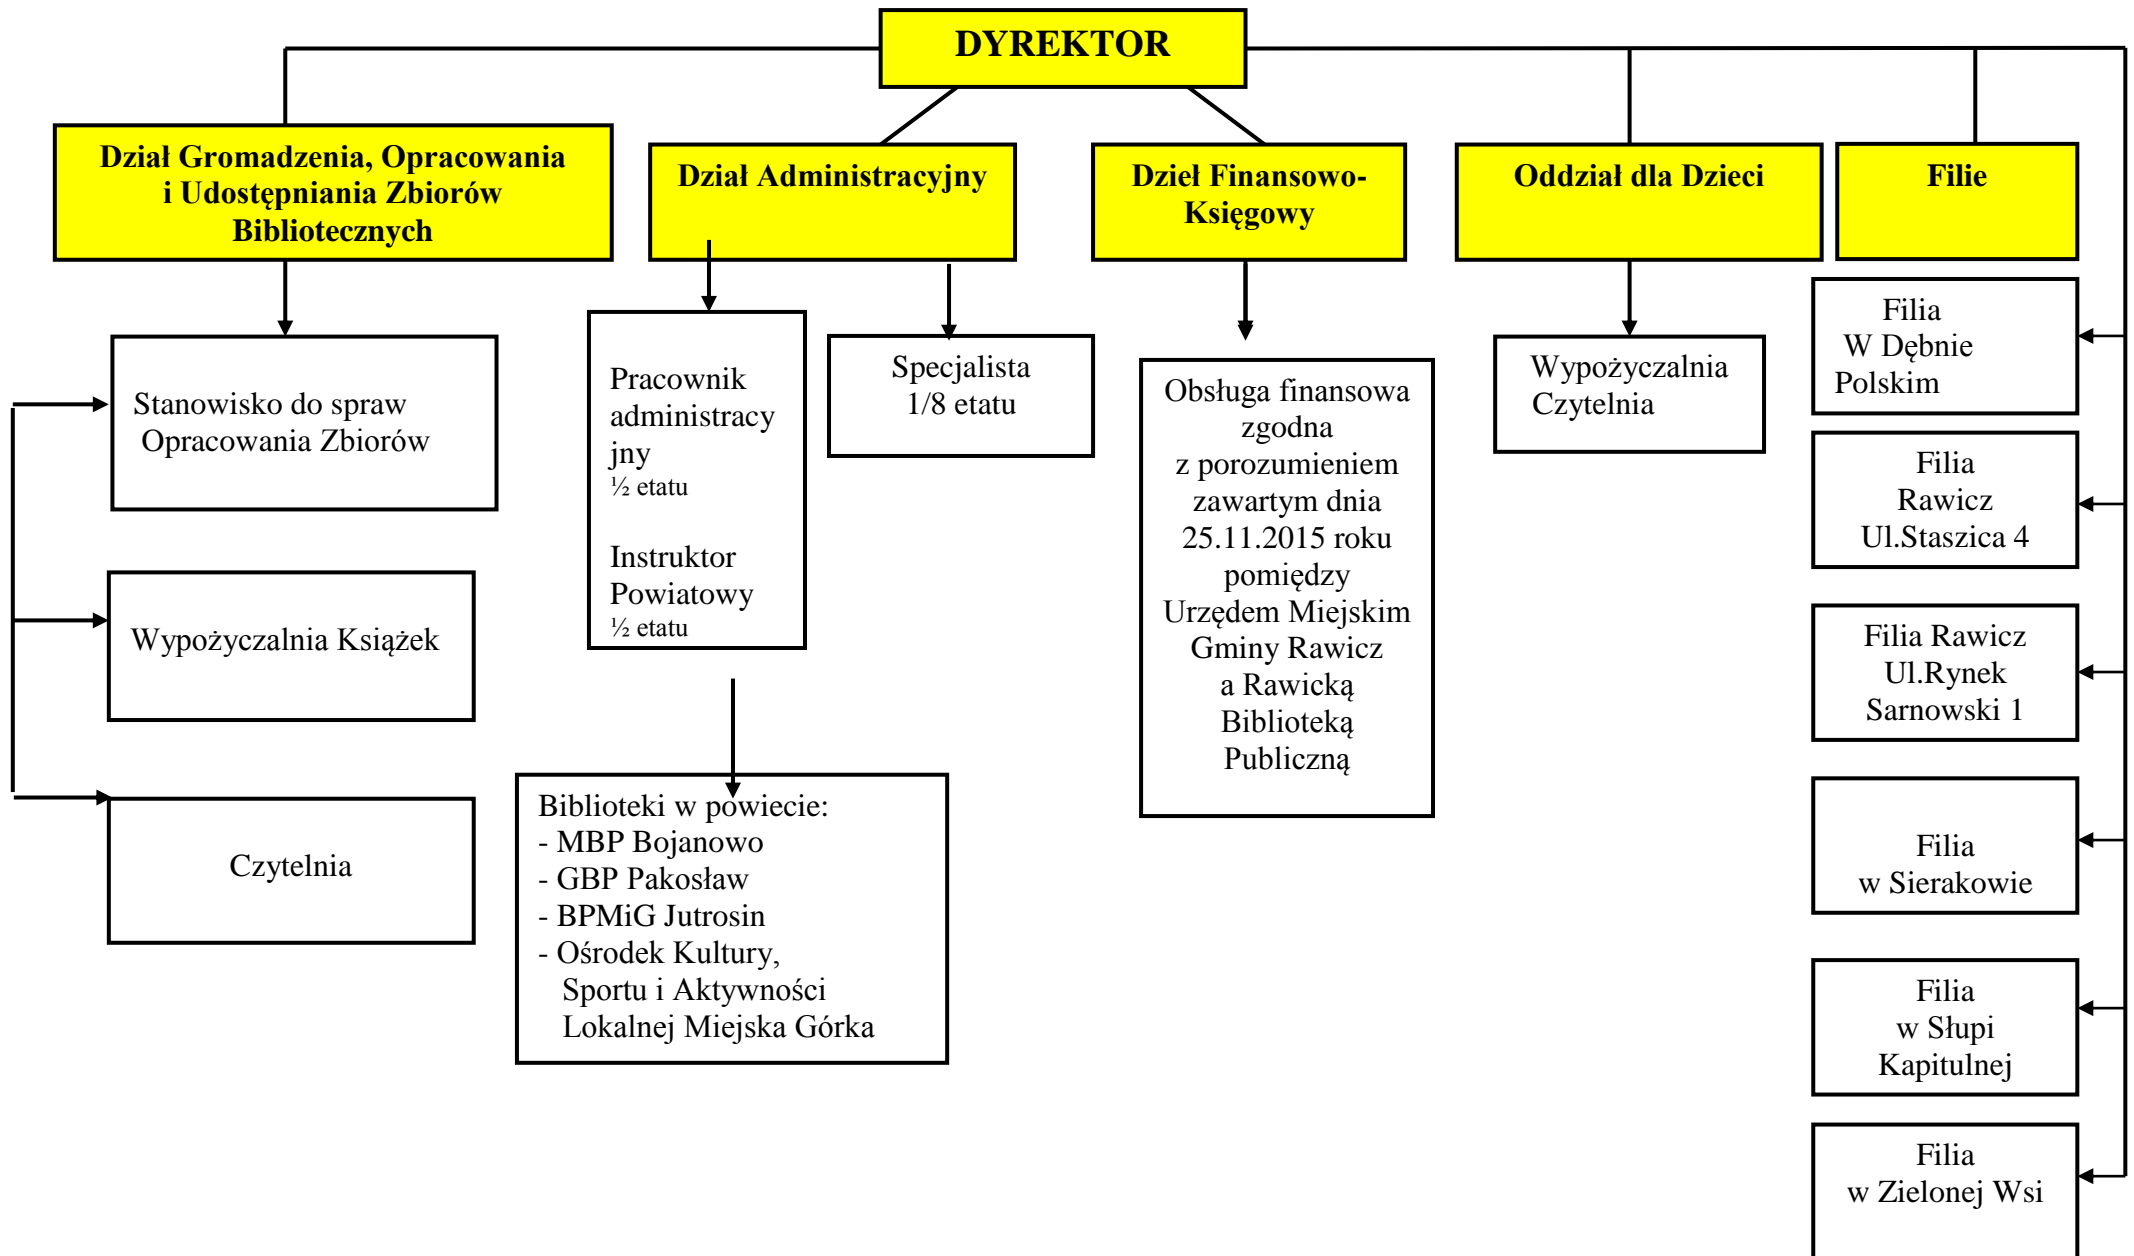 DYREKTOR
Dział Gromadzenia, Opracowania
i Udostępniania Zbiorów
Bibliotecznych
Dział Administracyjny
Dzieł Finansowo-
Księgowy
Oddział dla Dzieci
Filie
Stanowisko do spraw
Opracowania Zbiorów
Wypożyczalnia Książek
Czytelnia
Pracownik
administracy
jny
½ etatu
Instruktor
Powiatowy
½ etatu
Specjalista
1/8 etatu
Biblioteki w powiecie:
- MBP Bojanowo
- GBP Pakosław
- BPMiG Jutrosin
- Ośrodek Kultury,
Sportu i Aktywności
Lokalnej Miejska Górka
Obsługa finansowa
zgodna
z porozumieniem
zawartym dnia
25.11.2015 roku
pomiędzy
Urzędem Miejskim
Gminy Rawicz
a Rawicką
Biblioteką
Publiczną
Wypożyczalnia
Czytelnia
Filia
W Dębnie
Polskim
Filia
Rawicz
Ul.Staszica 4
Filia Rawicz
Ul.Rynek
Sarnowski 1
Filia
w Sierakowie
Filia
w Słupi
Kapitulnej
Filia
w Zielonej Wsi